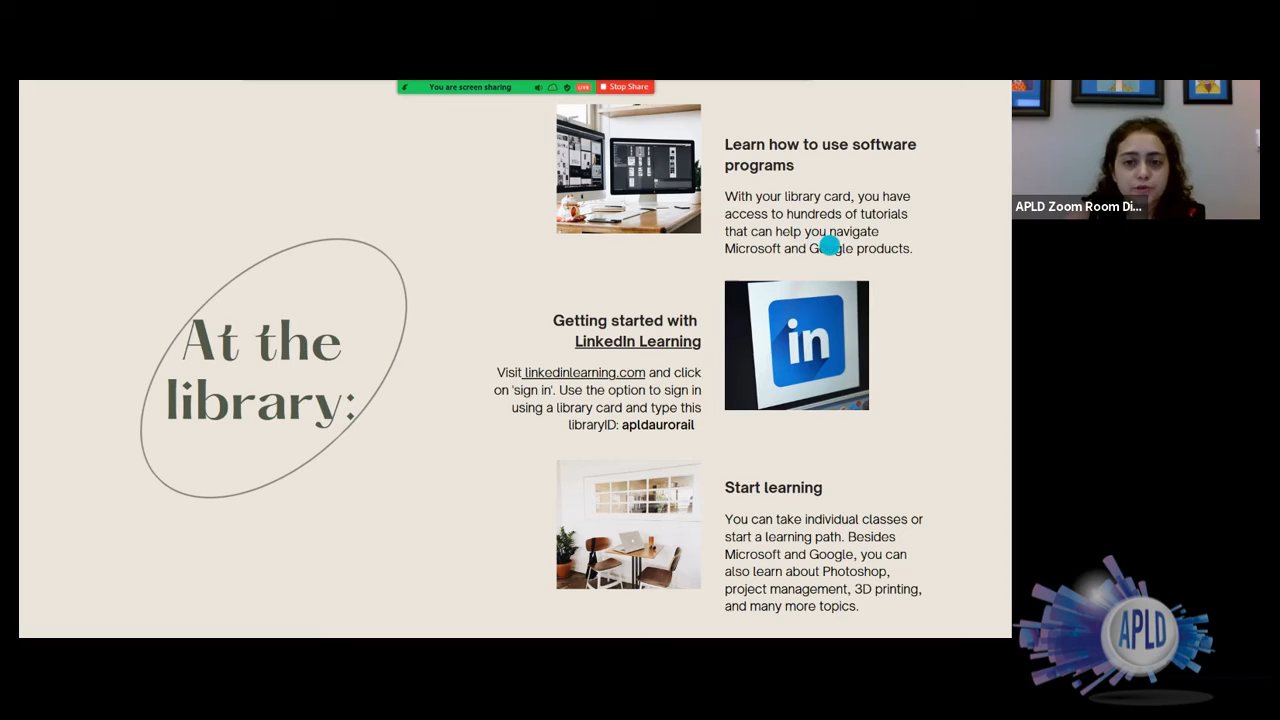 You are screen sharing
LIVE
Stop Share
At the
library:
Learn how to use software
programs
With your library card, you have
access to hundreds of tutorials
that can help you navigate
Microsoft and Google products.
Getting started with
LinkedIn Learning
Visit linkedinlearning.com and click
on 'sign in'. Use the option to sign in
using a library card and type this
libraryID: apldaurorail
in
Start learning
You can take individual classes or
start a learning path. Besides
Microsoft and Google, you can
also learn about Photoshop,
project management, 3D printing,
and many more topics.
APLD Zoom Room Di...
APLD